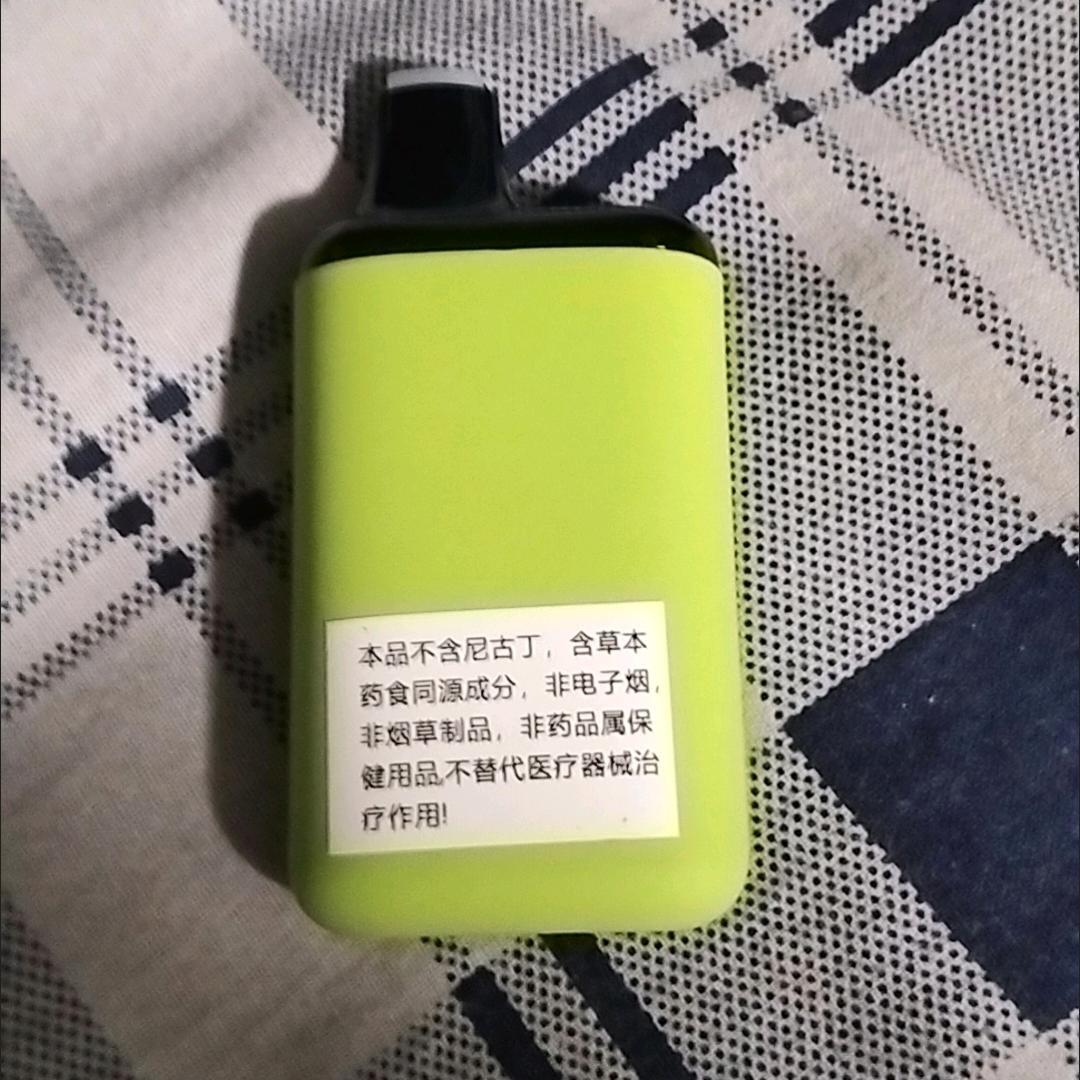 本品不含尼古丁，含草本
药食同源成分，非电子烟，
非烟草制品，非药品属保
健用品,不替代医疗器械治
疗作用!